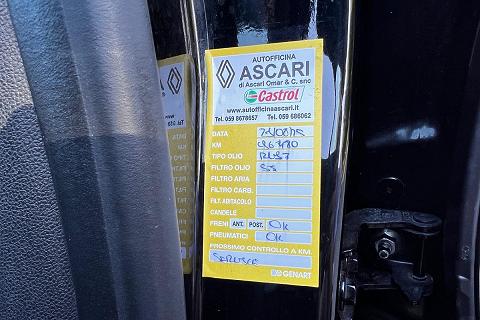 AUTOFFICINA
ASCARI
di Ascari Omar & C. snc
Castrol
www.autofficinaascari.it
Tel. 059 8678657 Tel. 059 686062
DATA
KM
TIPO OLIO
FILTRO OLIO
FILTRO ARIA
FILTRO CARB.
FILT. ABITACOLO
CANDELE
FRENI ANT. POST. OK
PNEUMATICI OK
PROSSIMO CONTROLLO A KM.
SERVICE
GENART